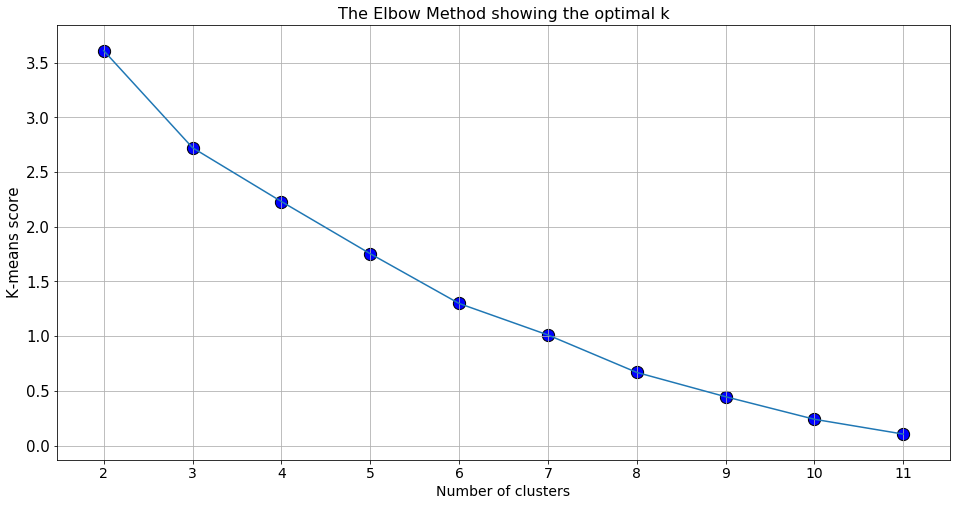 The Elbow Method showing the optimal k
K-means score
3.5
3.0
2.5
2.0
1.5
1.0
0.5
0.0
2 3 4 5 6 7 8 9 10 11
Number of clusters